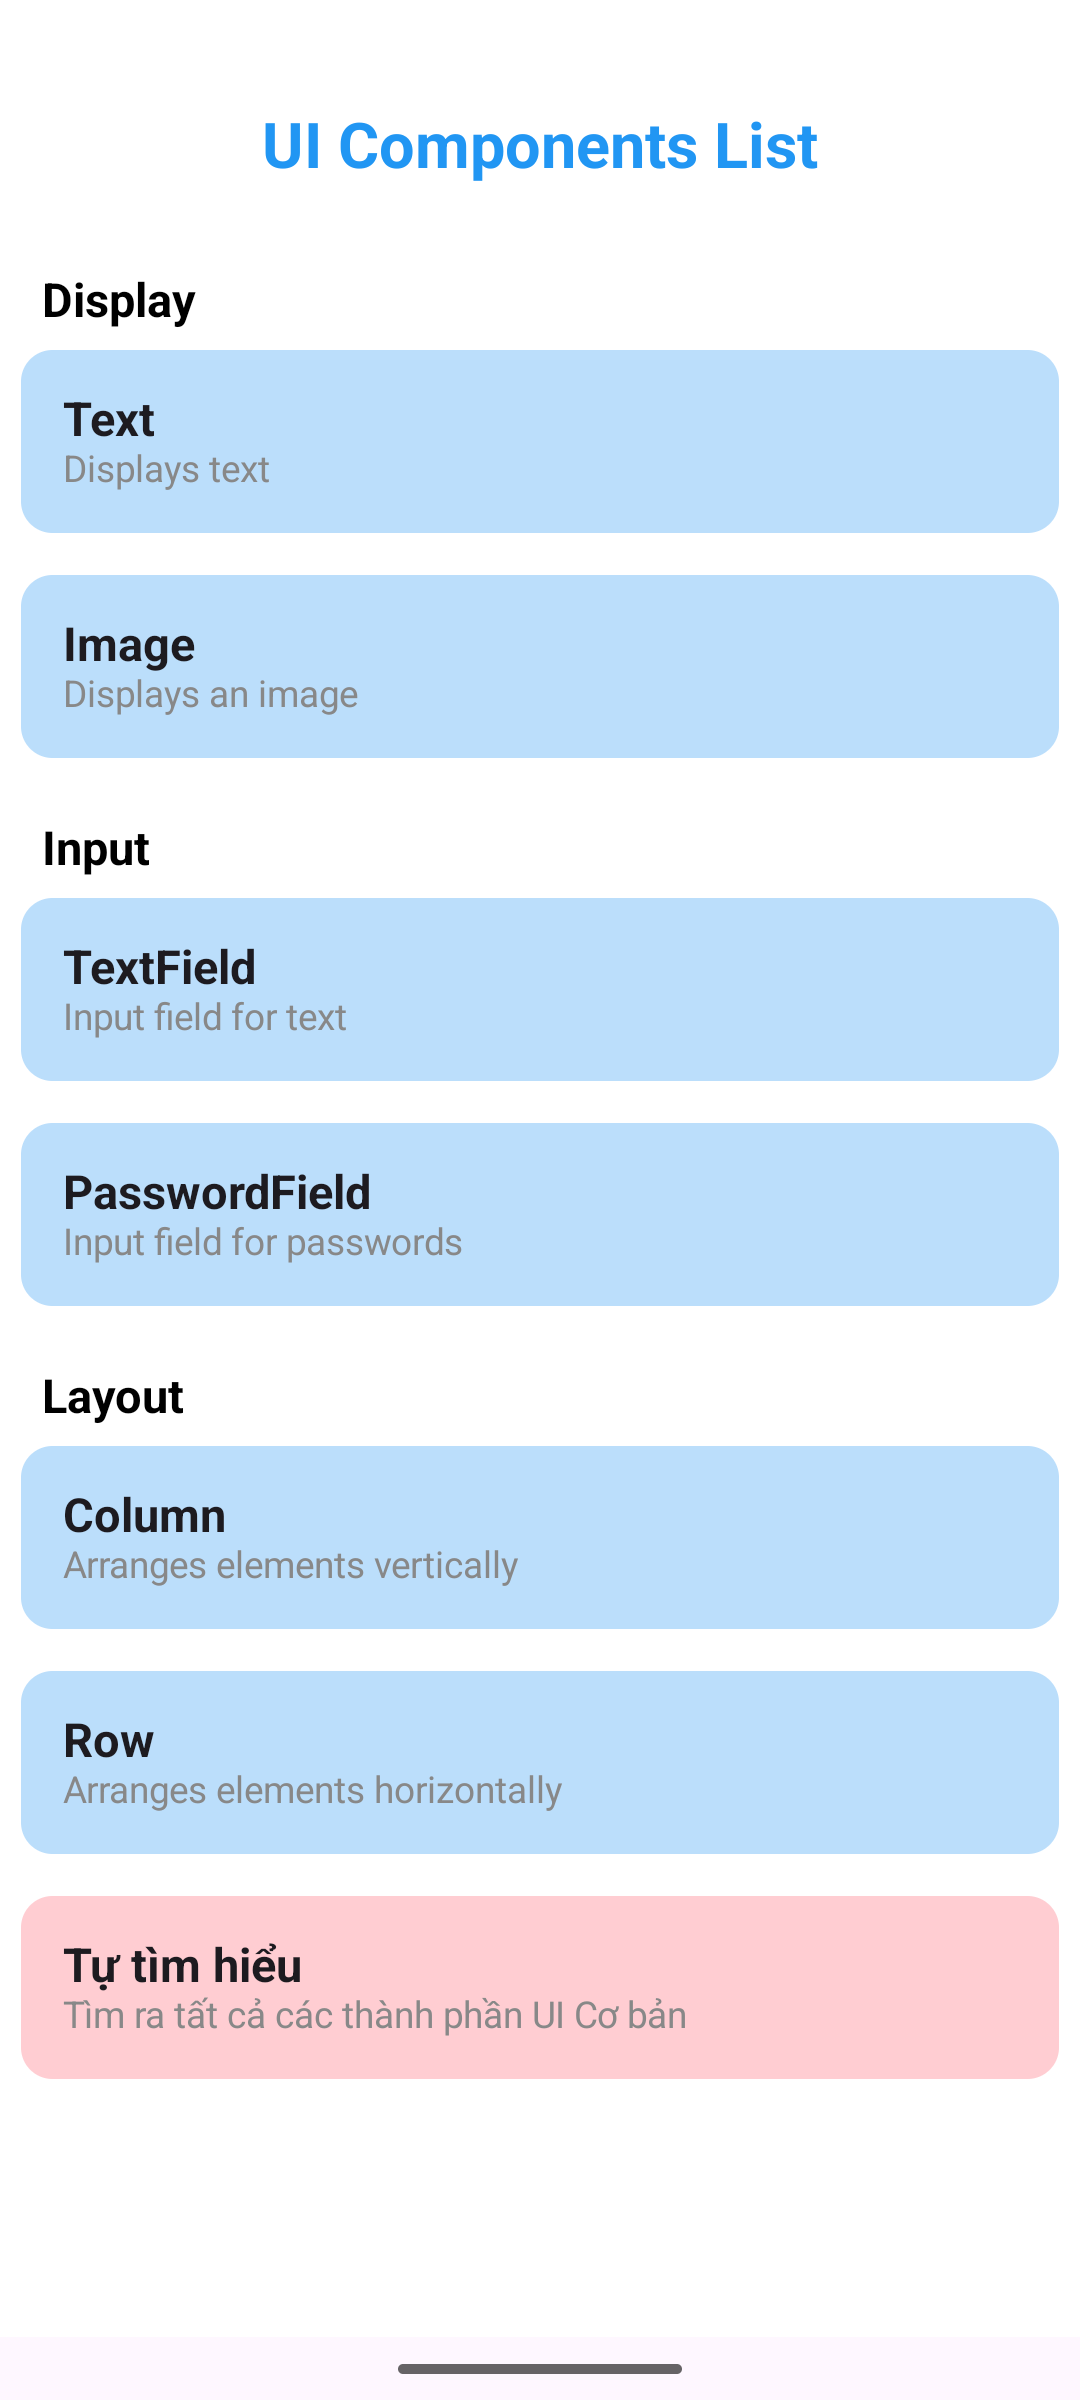 UI Components List
Display
Text
Displays text
Image
Displays an image
Input
TextField
Input field for text
PasswordField
Input field for passwords
Layout
Column
Arranges elements vertically
Row
Arranges elements horizontally
Tự tìm hiểu
Tìm ra tất cả các thành phần UI Cơ bản